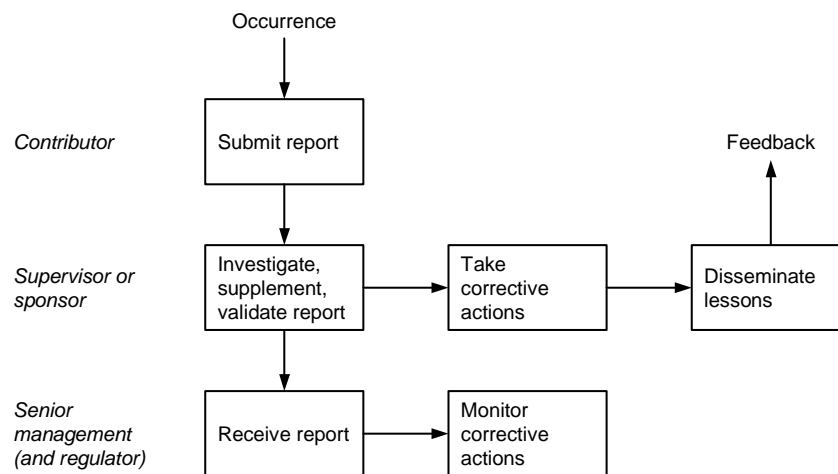 Occurrence
Contributor
Submit report
Feedback
Supervisor or
sponsor
Investigate,
supplement,
validate report
Take
corrective
actions
Disseminate
lessons
Senior
management
(and regulator)
Receive report
Monitor
corrective
actions